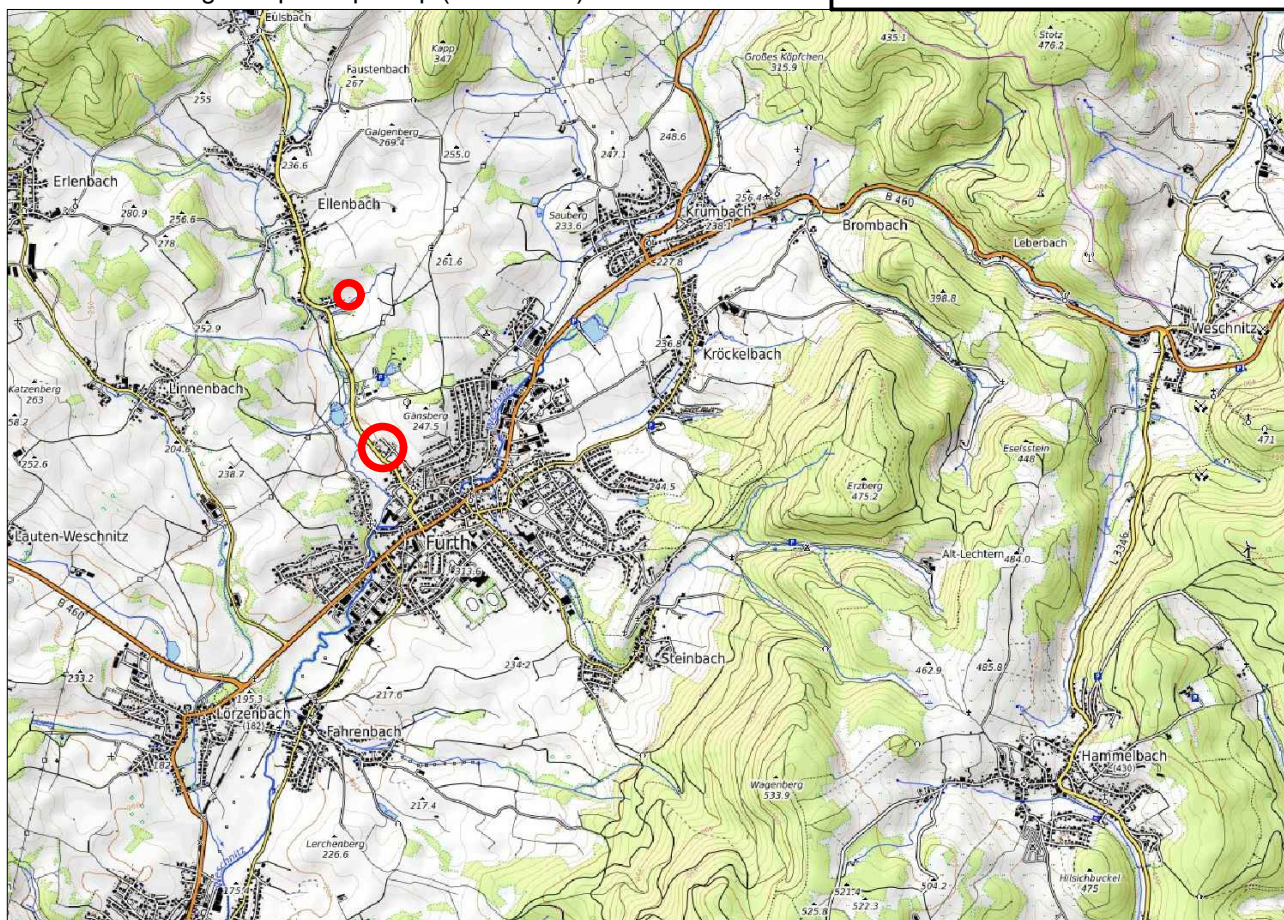 Eulsbach
Kapp
347
Faustenbach
267
255
Galgenberg
269.4
255.0
236.6
Erlenbach
280.9
256.6
278
Ellenbach
261.6
252.9
Linnenbach
Katzenberg
263
58.2
204.8
252.6
238.7
Lauten-Weschnitz
Gänsberg
247.5
248.6
247.1
Sauberg
233.6
Krumbach
256.4
238.1
227.8
Großes Köpfchen
315.9
435.1
Stotz
476.2
B 460
Brombach
Leberbach
398.8
Weschnitz
236.8
Kröckelbach
244.5
Erzberg
475.2
Eselsstein
448
471
Fürth
Alt-Lechtern
484.0
L 3346
B 460
233.2
195.3
Lörzenbach
(182)
182
217.6
234.2
Steinbach
Fahrenbach
217.4
Lerchenberg
226.6
Weschnitz
175.4
462.9
485.8
Wagenberg
533.9
Hammelbach
(430)
Hilsichbuckel
475
521.4
504.2
525.8
522.3